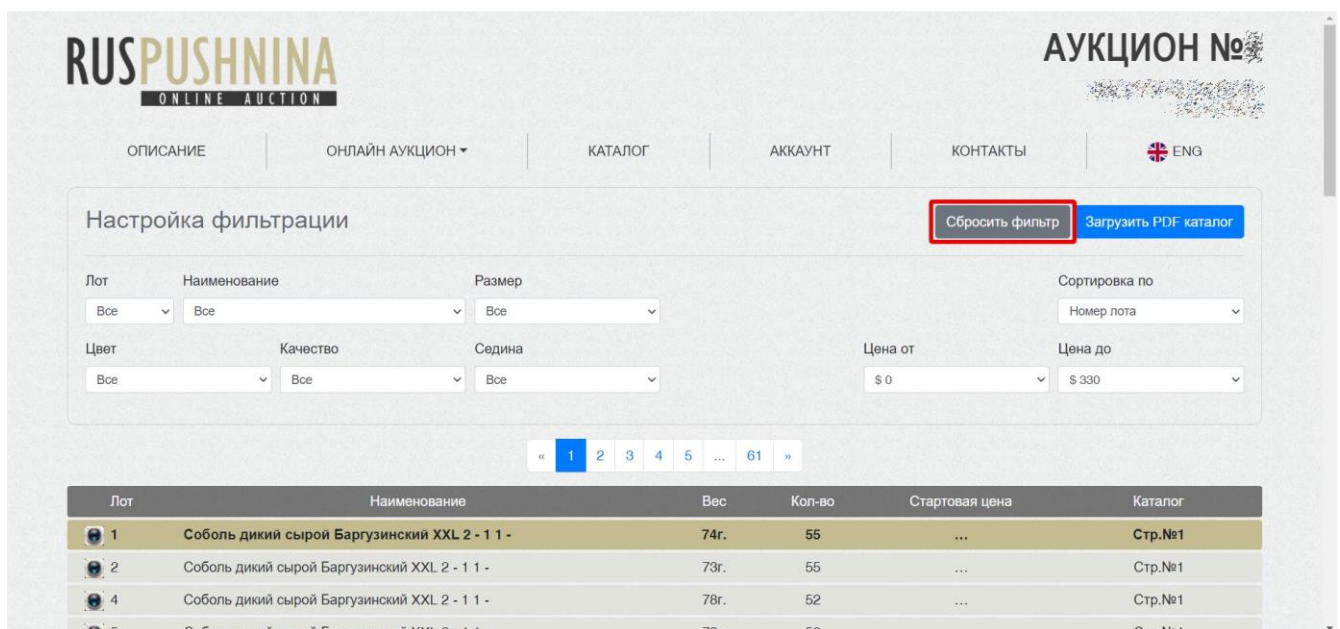 RUSPUSHNINA
ONLINE AUCTION
АУКЦИОН №
ОПИСАНИЕ ОНЛАЙН АУКЦИОН КАТАЛОГ АККАУНТ КОНТАКТЫ ENG
Настройка фильтрации Сбросить фильтр Загрузить PDF каталог
Лот Наименование Размер Сортировка по
Все Все Все Номер лота
Цвет Качество Седина Цена от Цена до
Все Все Все $ 0 $ 330
« 1 2 3 4 5 ... 61 »
Лот Наименование Вес Кол-во Стартовая цена Каталог
1 Соболь дикий сырой Баргузинский XXL 2 - 1 1 - 74г. 55 ... Стр.№1
2 Соболь дикий сырой Баргузинский XXL 2 - 1 1 - 73г. 55 ... Стр.№1
4 Соболь дикий сырой Баргузинский XXL 2 - 1 1 - 78г. 52 ... Стр.№1